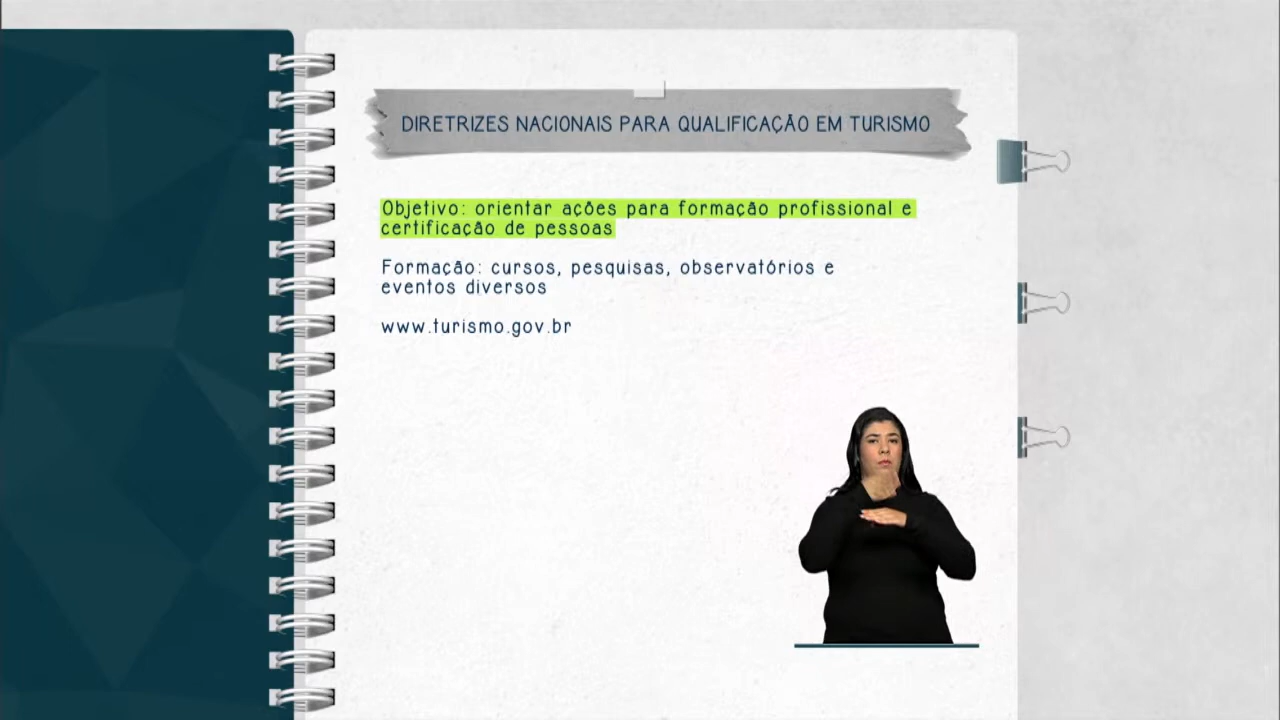 DIRETRIZES NACIONAIS PARA QUALIFICAÇÃO EM TURISMO
Objetivo: orientar ações para formação profissional e
certificação de pessoas
Formação: cursos, pesquisas, observatórios e
eventos diversos
www.turismo.gov.br